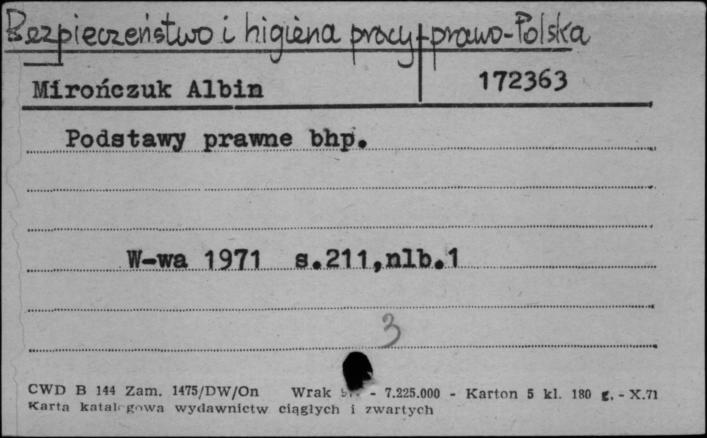 Bezpieczeństwo i higiena pracy-prawo-Polska
Mirończuk Albin 172363
Podstawy prawne bhp.
W-wa 1971 s.211,nlb.1
3
CWD B 144 Zam. 1475/DW/On Wrak - 7.225.000 - Karton 5 kl. 180 g. - X.71
Karta katalogowa wydawnictw ciągłych i zwartych